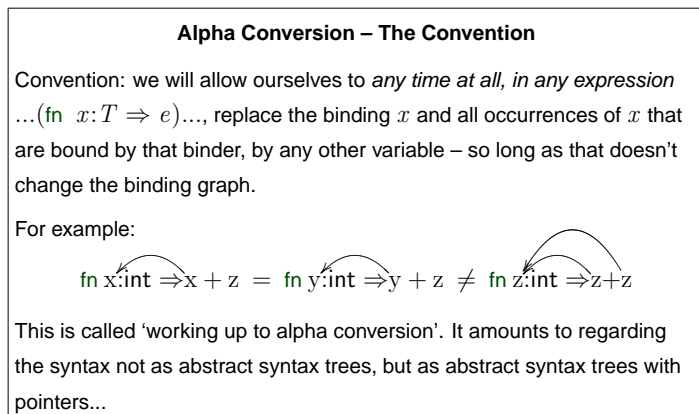 Alpha Conversion – The Convention
Convention: we will allow ourselves to any time at all, in any expression
...(fn x:T ⇒ e)..., replace the binding x and all occurrences of x that
are bound by that binder, by any other variable – so long as that doesn't
change the binding graph.
For example:
fn x:int ⇒x + z = fn y:int ⇒y + z ≠ fn z:int ⇒z+z
This is called ‘working up to alpha conversion’. It amounts to regarding
the syntax not as abstract syntax trees, but as abstract syntax trees with
pointers...